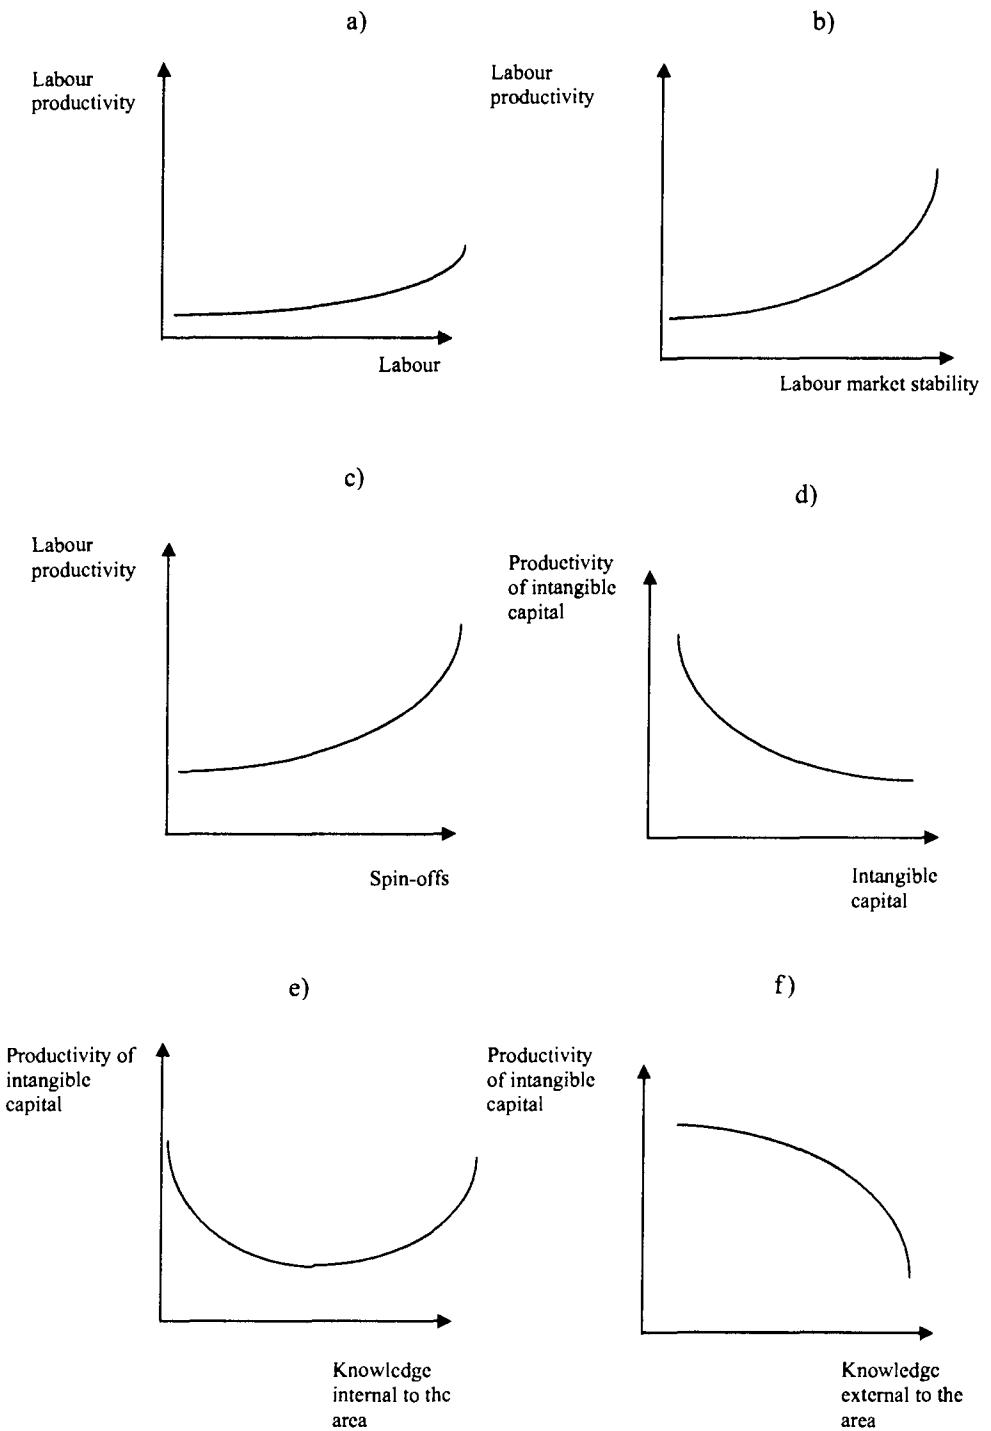 a)
Labour
productivity
Labour
b)
Labour
productivity
Labour market stability
c)
Labour
productivity
Spin-offs
d)
Productivity
of intangible
capital
Intangible
capital
e)
Productivity of
intangible
capital
Knowledge
internal to the
area
f)
Productivity
of intangible
capital
Knowledge
external to the
area